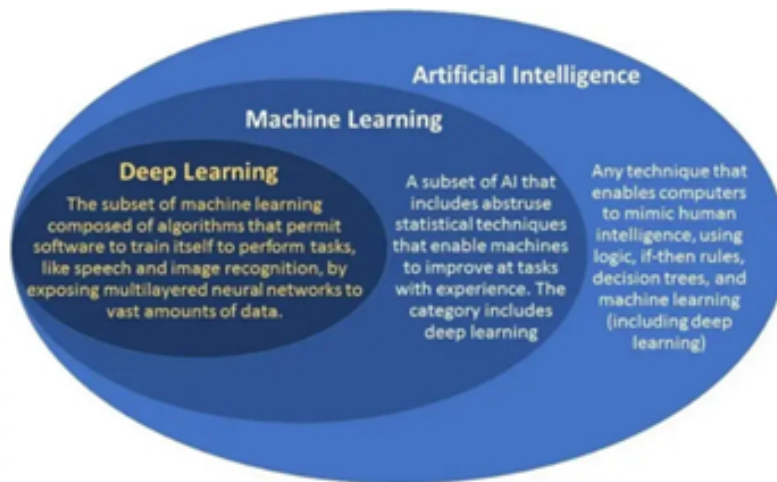 Artificial Intelligence
Machine Learning
Deep Learning
The subset of machine learning
composed of algorithms that permit
software to train itself to perform tasks,
like speech and image recognition, by
exposing multilayered neural networks to
vast amounts of data.
A subset of AI that
includes abstruse
statistical techniques
that enable machines
to improve at tasks
with experience. The
category includes
deep learning
Any technique that
enables computers
to mimic human
intelligence, using
logic, if-then rules,
decision trees, and
machine learning
(including deep
learning)